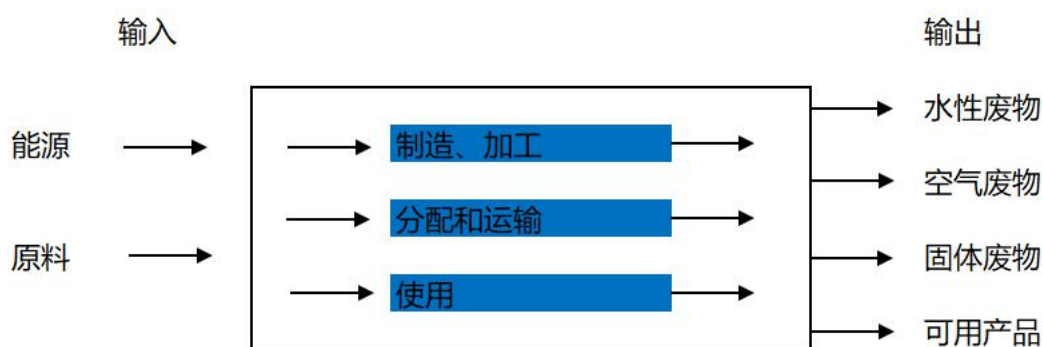 输入
输出
能源
原料
制造、加工
分配和运输
使用
水性废物
空气废物
固体废物
可用产品